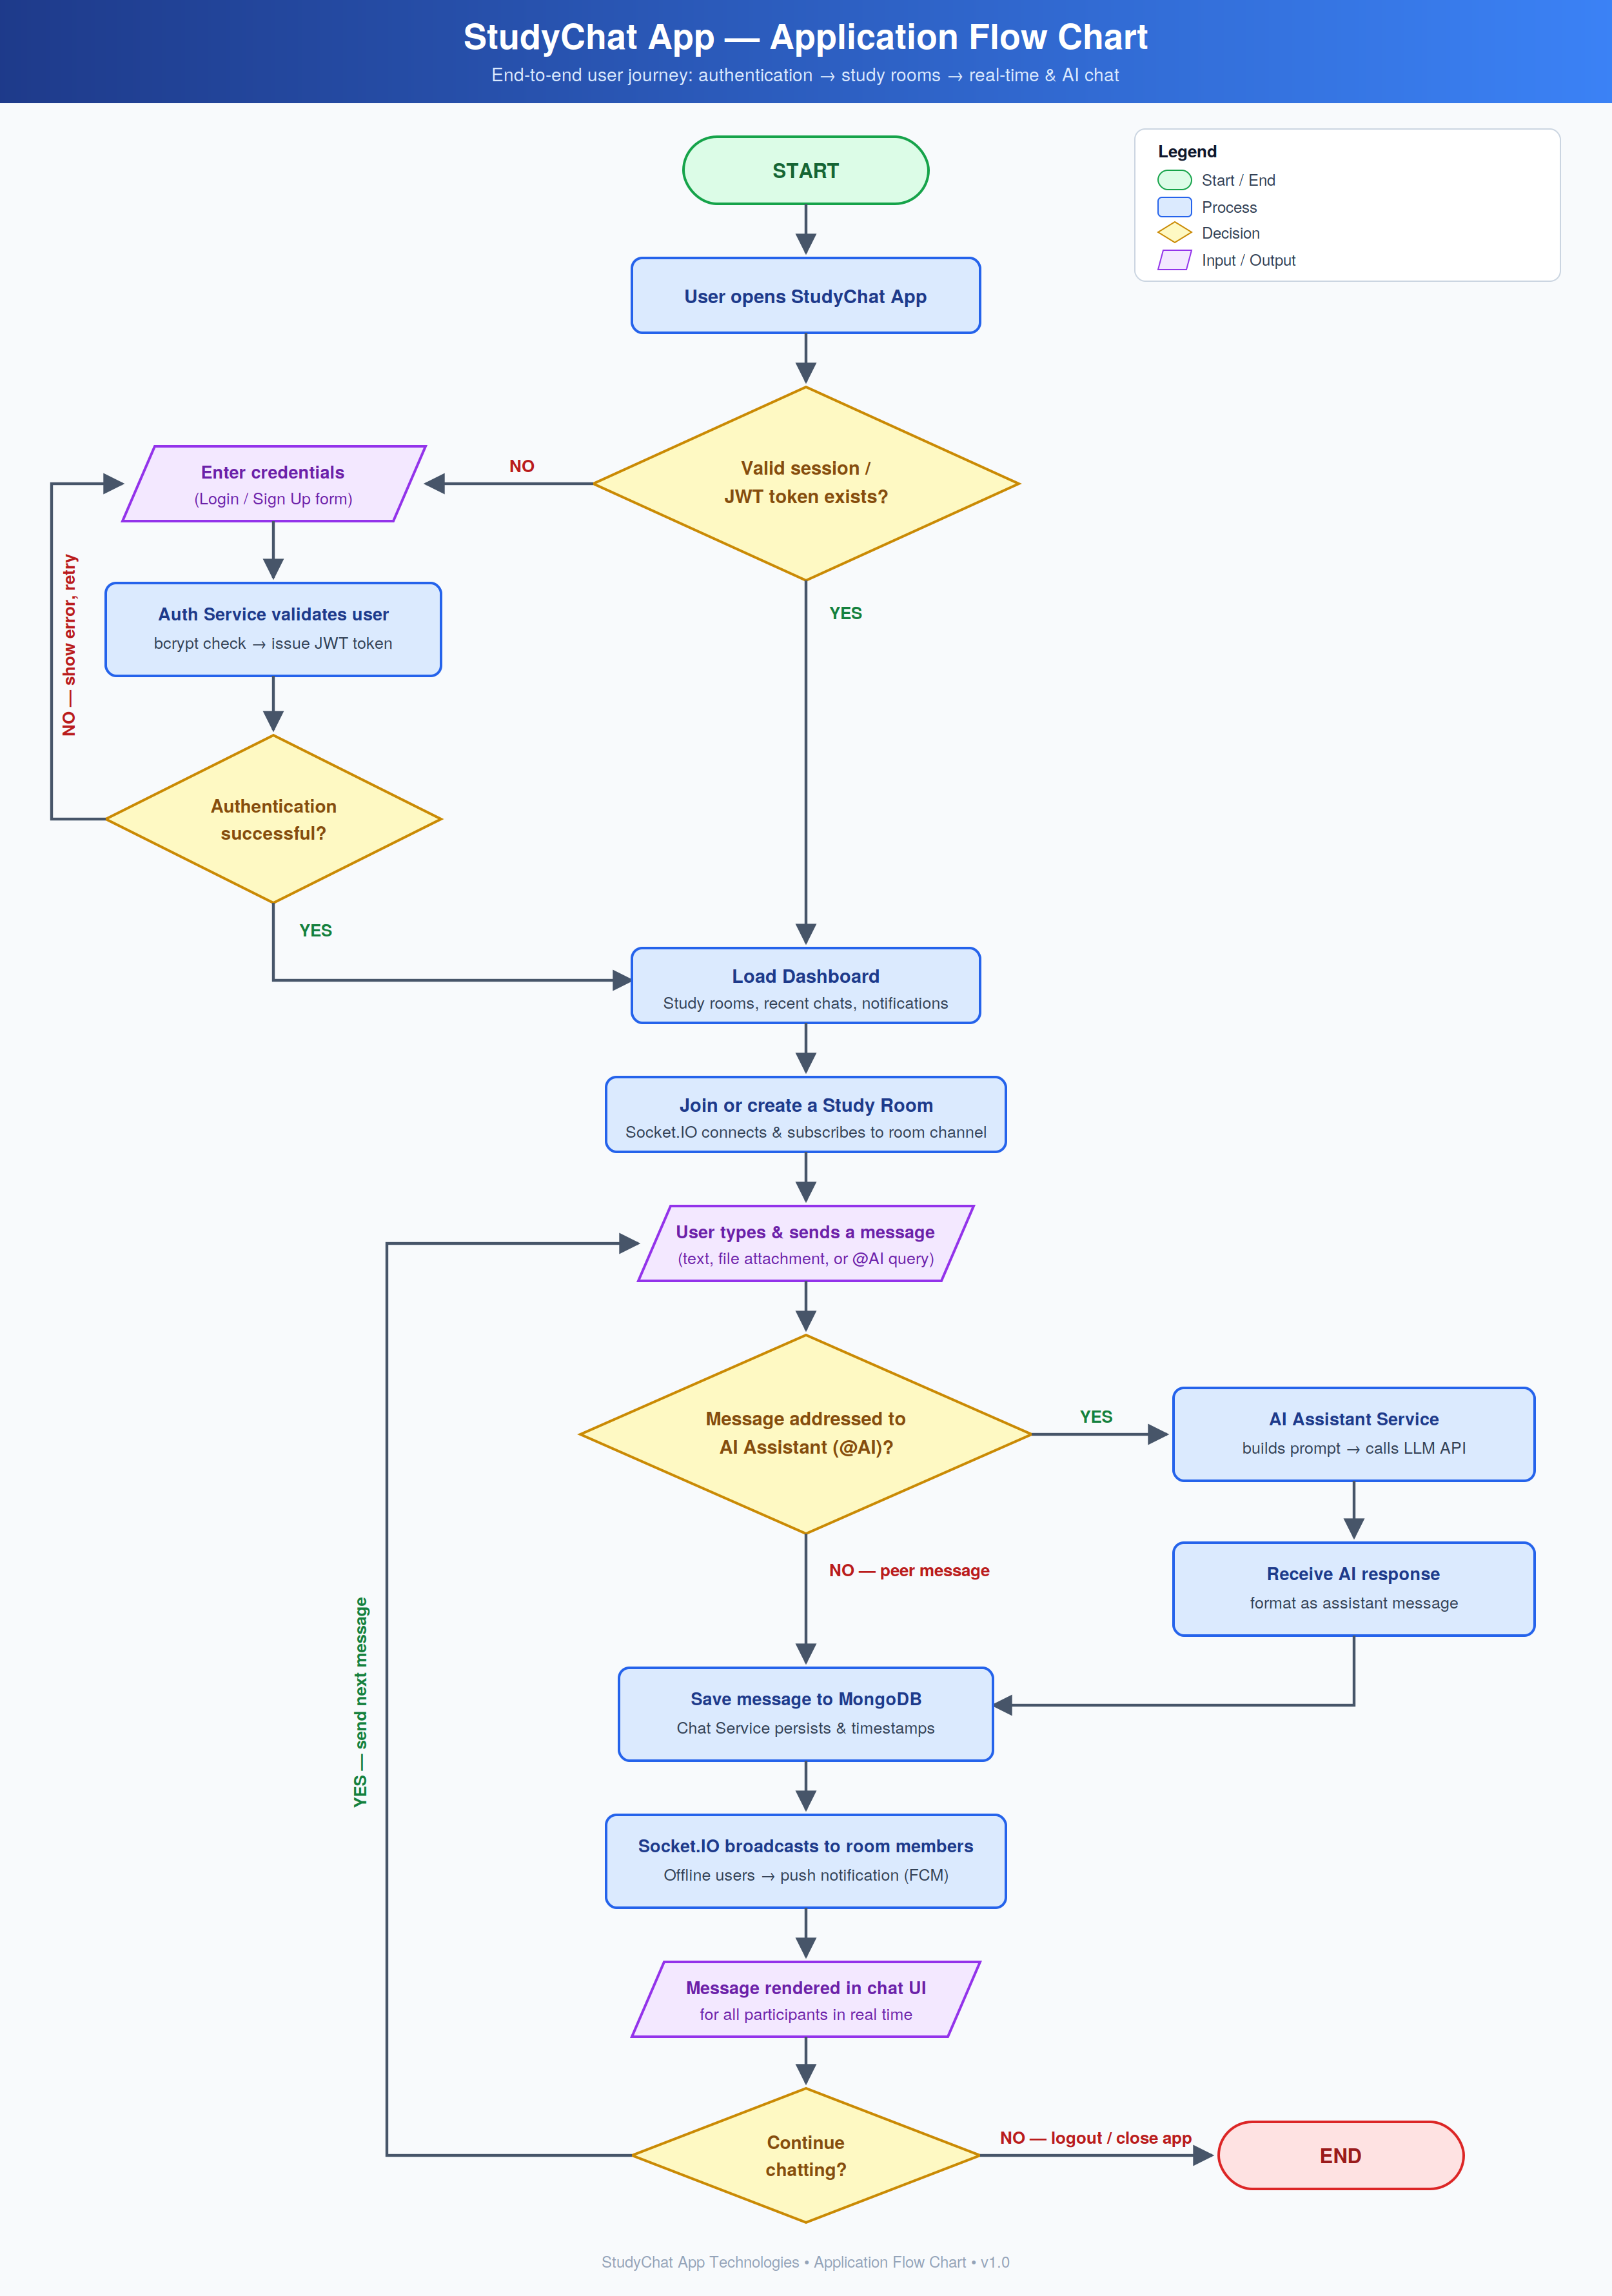 StudyChat App — Application Flow Chart
End-to-end user journey: authentication → study rooms → real-time & AI chat
START
Legend
Start / End
Process
Decision
Input / Output
User opens StudyChat App
Valid session /
JWT token exists?
NO
Enter credentials
(Login / Sign Up form)
NO — show error, retry
Auth Service validates user
bcrypt check → issue JWT token
YES
Authentication
successful?
YES
Load Dashboard
Study rooms, recent chats, notifications
Join or create a Study Room
Socket.IO connects & subscribes to room channel
User types & sends a message
(text, file attachment, or @AI query)
Message addressed to
AI Assistant (@AI)?
YES
AI Assistant Service
builds prompt → calls LLM API
NO — peer message
Receive AI response
format as assistant message
YES — send next message
Save message to MongoDB
Chat Service persists & timestamps
Socket.IO broadcasts to room members
Offline users → push notification (FCM)
Message rendered in chat UI
for all participants in real time
Continue
chatting?
NO — logout / close app
END
StudyChat App Technologies • Application Flow Chart • v1.0